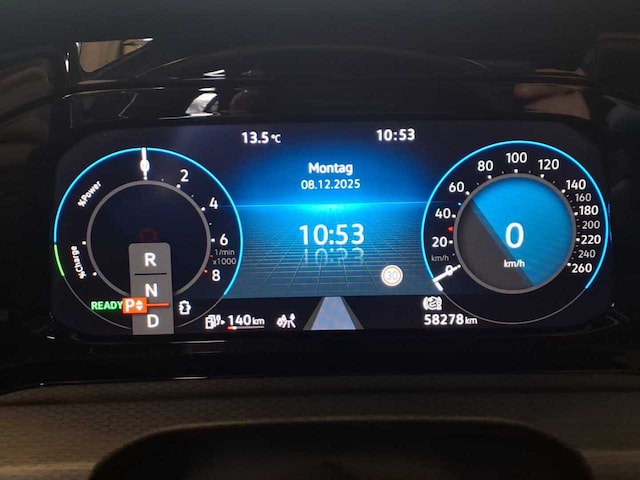 13.5°C 10:53
Montag
08.12.2025
10:53
%Power
%Charge
0
2
4
6
8
1/min
x1000
R
N
D
READY P
140 km
0
20
40
60
80
100
120
140
160
180
200
220
240
260
km/h
0
km/h
58278 km